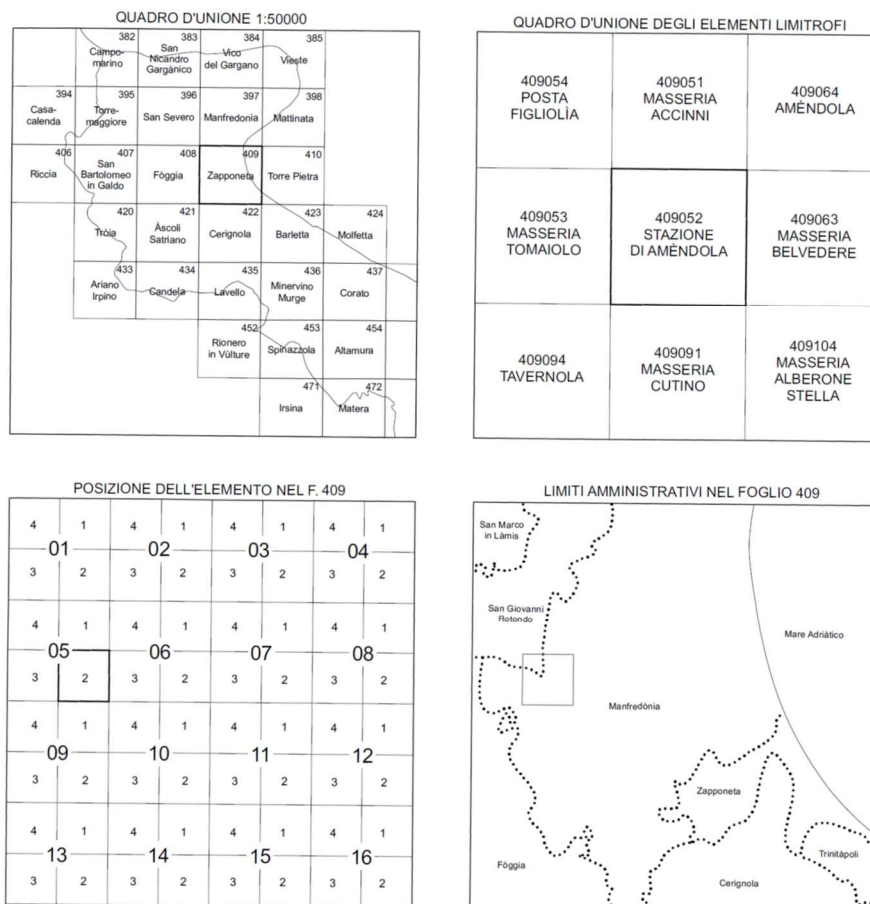 QUADRO D'UNIONE 1:50000
382 383 384 385
Campo-
marino
San
Nicandro
Gargànico
Vico
del Gargano
Vieste
394 395 396 397 398
Casa-
calenda
Torre-
maggiore
San Severo
Manfredonia
Mattinata
406 407 408 409 410
Riccia
San
Bartolomeo
in Galdo
Fòggia
Zapponeta
Torre Pietra
420 421 422 423 424
Tròia
Àscoli
Satriano
Cerignola
Barletta
Molfetta
433 434 435 436 437
Ariano
Irpino
Candela
Lavello
Minervino
Murge
Corato
452 453 454
Rionero
in Vùlture
Spinazzola
Altamura
471 472
Irsina
Matera
QUADRO D'UNIONE DEGLI ELEMENTI LIMITROFI
409054
POSTA
FIGLIOLÌA
409051
MASSERIA
ACCINNI
409064
AMÈNDOLA
409053
MASSERIA
TOMAIOLO
409052
STAZIONE
DI AMÈNDOLA
409063
MASSERIA
BELVEDERE
409094
TAVERNOLA
409091
MASSERIA
CUTINO
409104
MASSERIA
ALBERONE
STELLA
POSIZIONE DELL'ELEMENTO NEL F. 409
4 1 4 1 4 1 4 1
01 02 03 04
3 2 3 2 3 2 3 2
4 1 4 1 4 1 4 1
05 06 07 08
3 2 3 2 3 2 3 2
4 1 4 1 4 1 4 1
09 10 11 12
3 2 3 2 3 2 3 2
4 1 4 1 4 1 4 1
13 14 15 16
3 2 3 2 3 2 3 2
LIMITI AMMINISTRATIVI NEL FOGLIO 409
San Marco
in Làmis
San Giovanni
Rotondo
Mare Adriàtico
Manfredònia
Zapponeta
Trinitàpoli
Fòggia
Cerignola